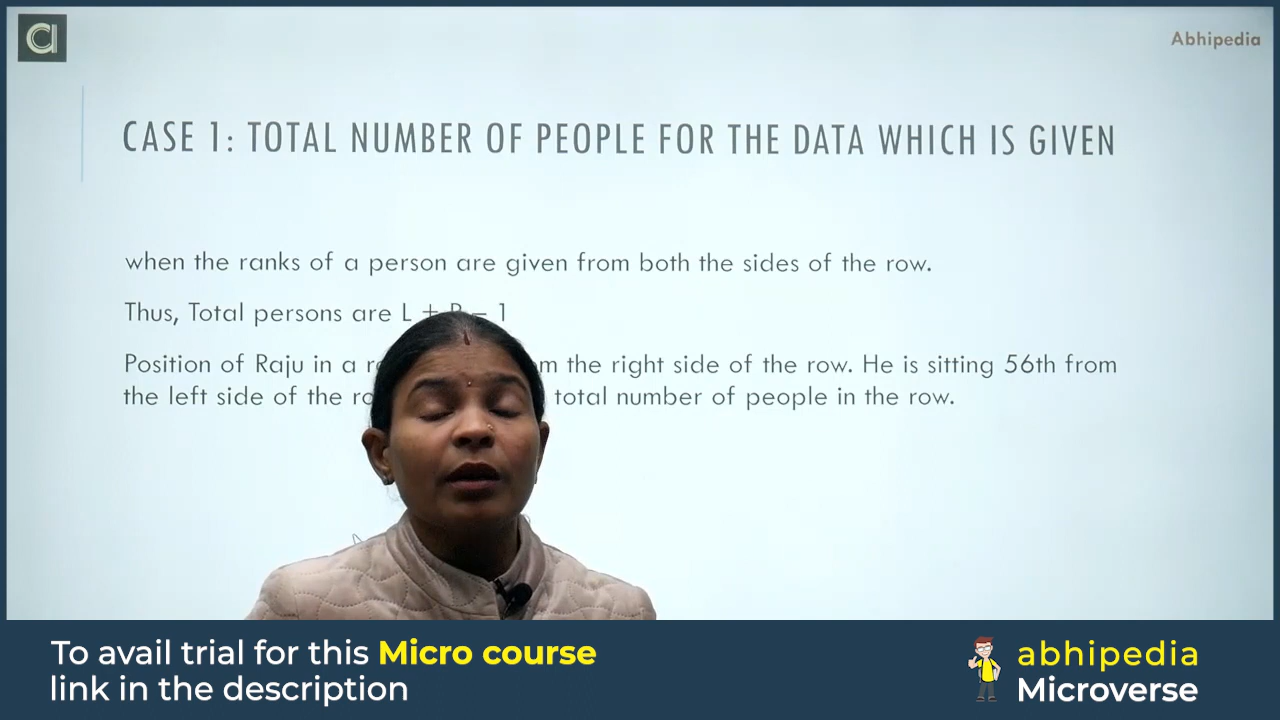 Abhipedia
CASE 1: TOTAL NUMBER OF PEOPLE FOR THE DATA WHICH IS GIVEN
when the ranks of a person are given from both the sides of the row.
Thus, Total persons are L + R – 1
Position of Raju in a the right side of the row. He is sitting 56th from
the left side of the total number of people in the row.
To avail trial for this Micro course
link in the description
abhipedia
Microverse